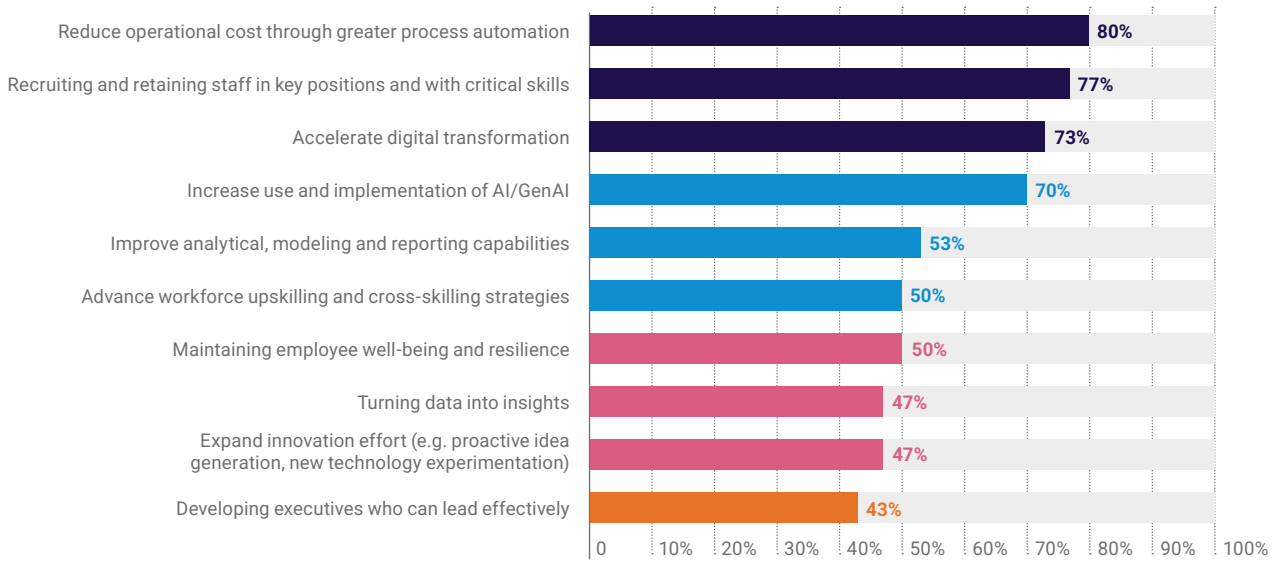 Reduce operational cost through greater process automation
80%
Recruiting and retaining staff in key positions and with critical skills
77%
Accelerate digital transformation
73%
Increase use and implementation of AI/GenAI
70%
Improve analytical, modeling and reporting capabilities
53%
Advance workforce upskilling and cross-skilling strategies
50%
Maintaining employee well-being and resilience
50%
Turning data into insights
47%
Expand innovation effort (e.g. proactive idea
generation, new technology experimentation)
47%
Developing executives who can lead effectively
43%
0 10% 20% 30% 40% 50% 60% 70% 80% 90% 100%